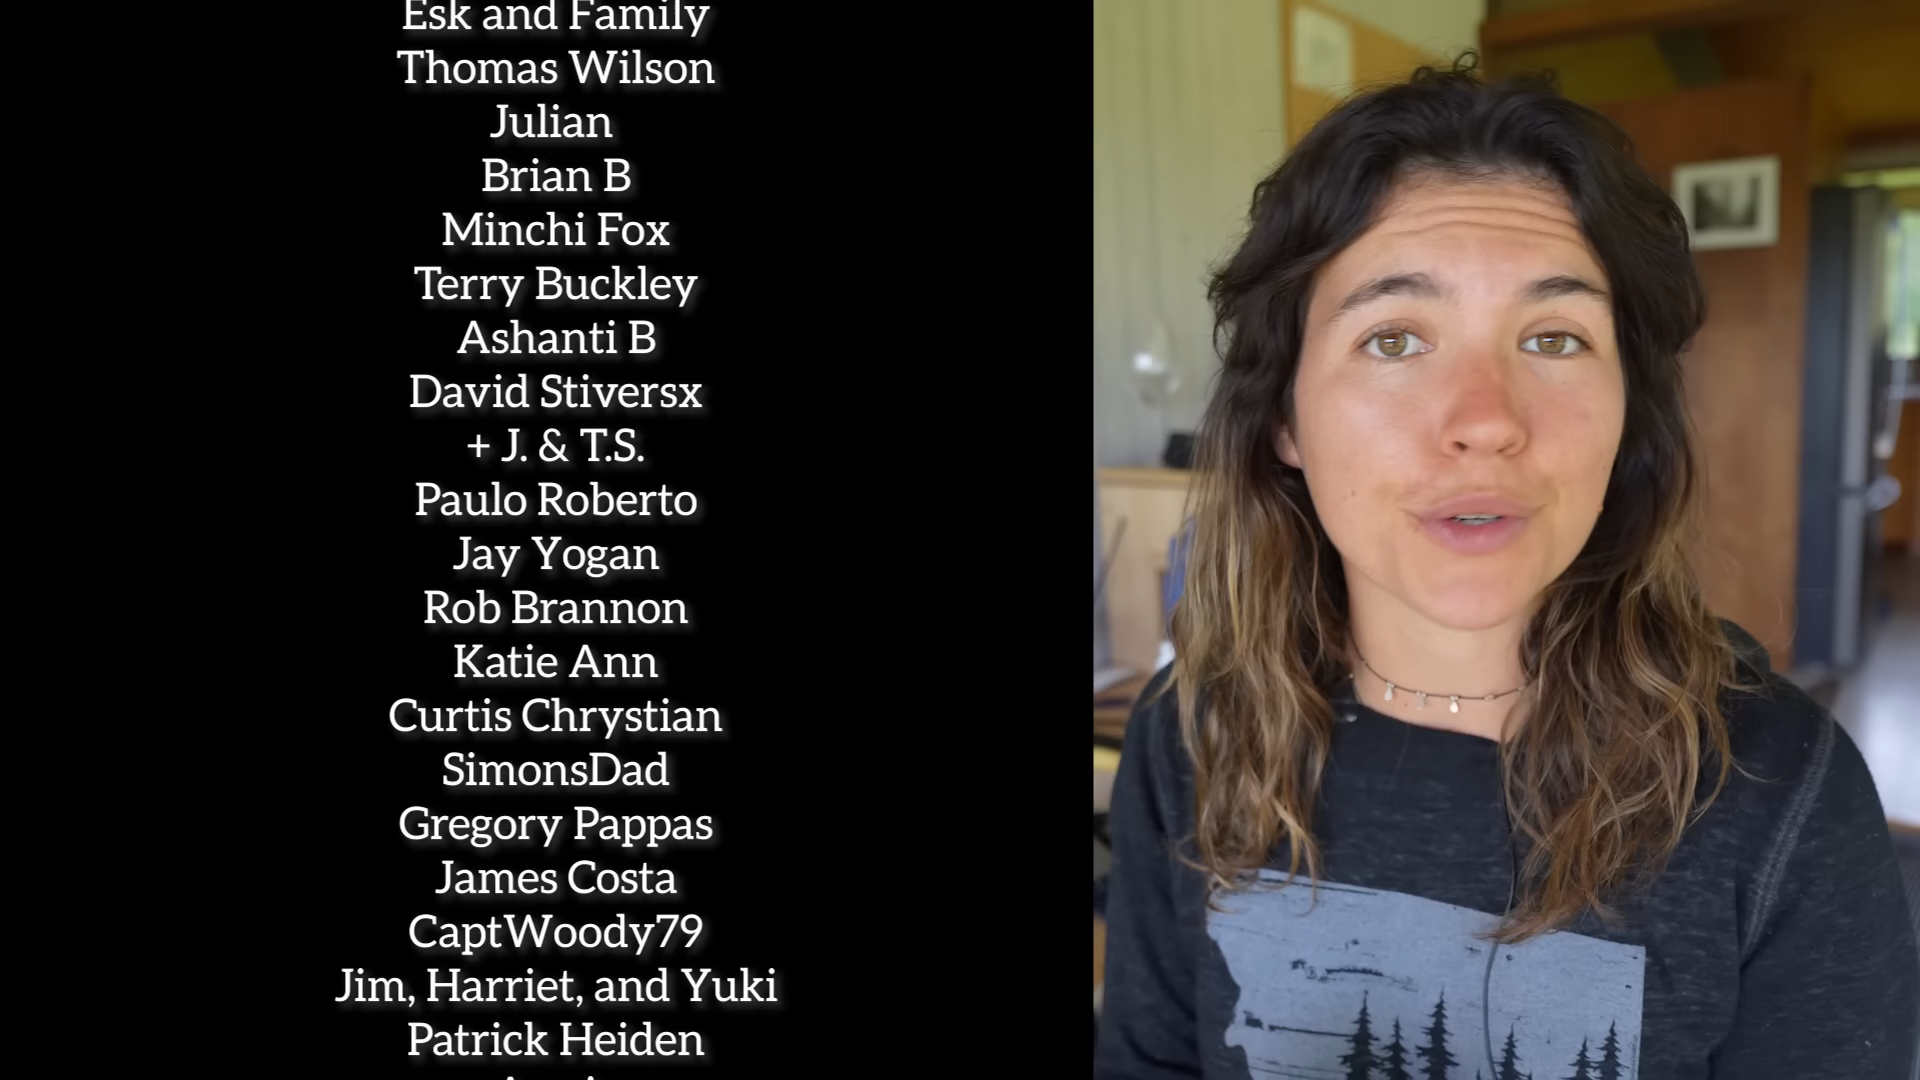 Esk and Family
Thomas Wilson
Julian
Brian B
Minchi Fox
Terry Buckley
Ashanti B
David Stiversx
+ J. & T.S.
Paulo Roberto
Jay Yogan
Rob Brannon
Katie Ann
Curtis Chrystian
SimonsDad
Gregory Pappas
James Costa
CaptWoody79
Jim, Harriet, and Yuki
Patrick Heiden